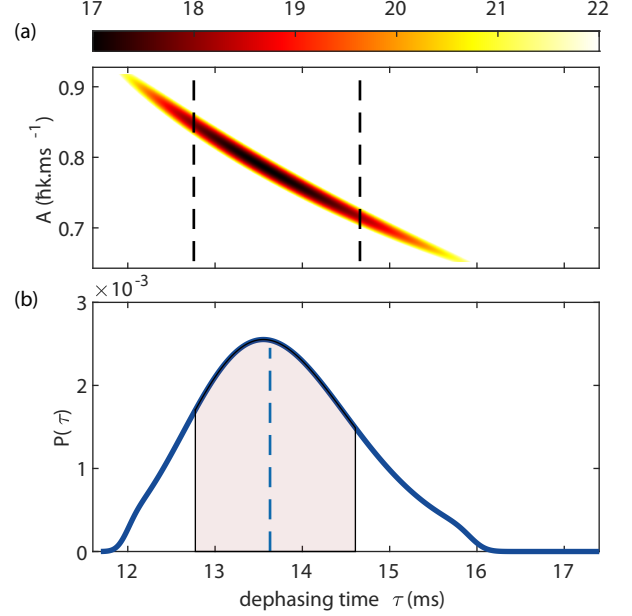 17 18 19 20 21 22
(a)
0.9
0.8
0.7
A (ħk.ms⁻¹)
(b)
×10⁻³
3
2
1
0
P( τ)
12 13 14 15 16 17
dephasing time τ (ms)